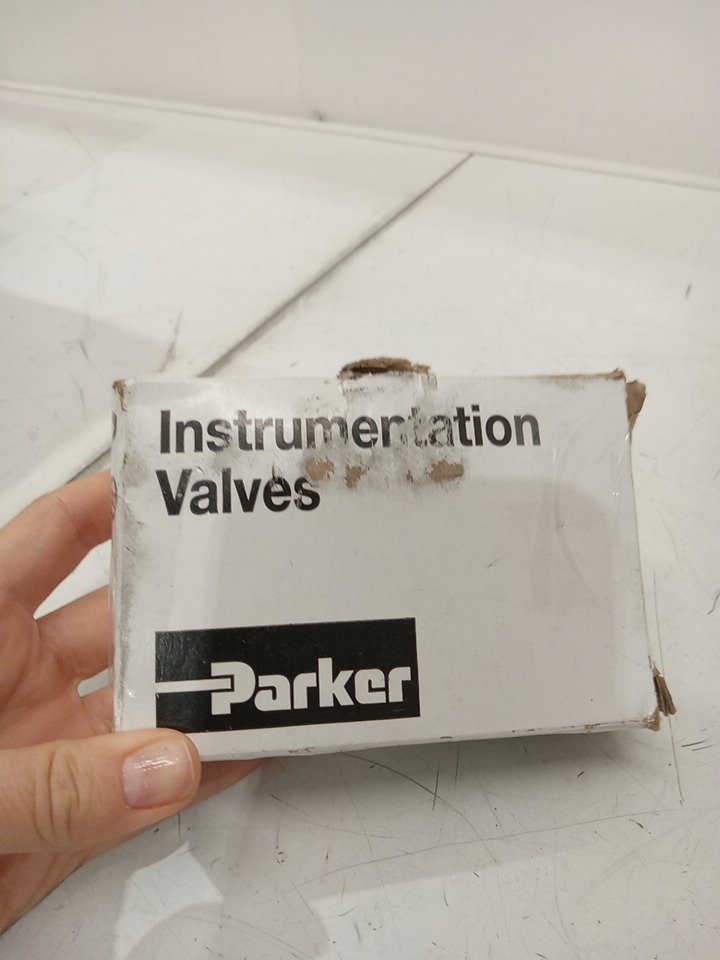 Instrumentation
Valves
Parker